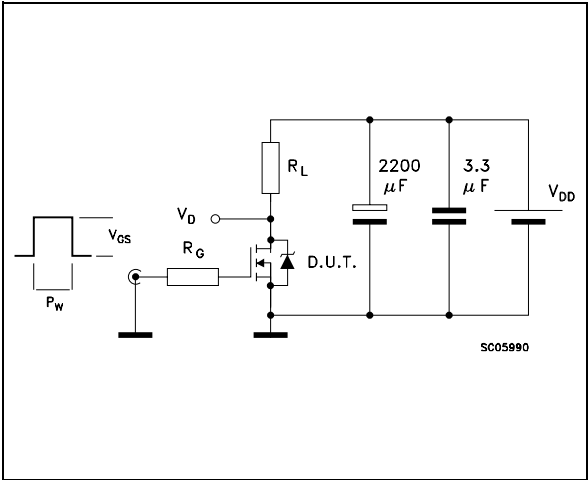 R_L
2200
µF
3.3
µF
V_DD
V_D
V_GS
R_G
D.U.T.
P_W
SC05990